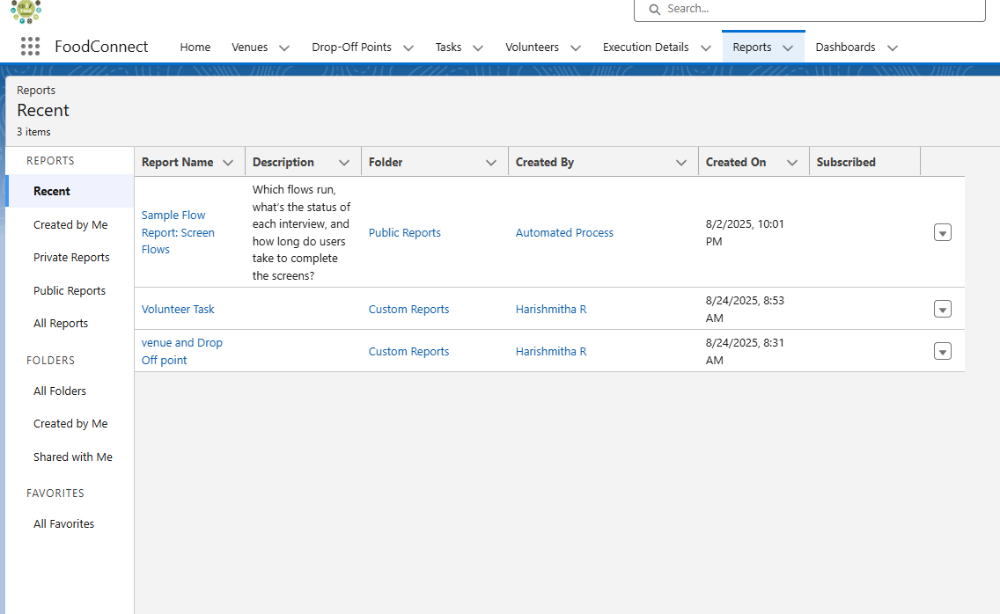 Search...
FoodConnect Home Venues Drop-Off Points Tasks Volunteers Execution Details Reports Dashboards
Reports
Recent
3 items
REPORTS
Recent
Created by Me
Private Reports
Public Reports
All Reports
FOLDERS
All Folders
Created by Me
Shared with Me
FAVORITES
All Favorites
Report Name Description Folder Created By Created On Subscribed
Sample Flow
Report: Screen
Flows
Which flows run,
what's the status of
each interview, and
how long do users
take to complete
the screens?
Public Reports
Automated Process
8/2/2025, 10:01
PM
Volunteer Task
Custom Reports
Harishmitha R
8/24/2025, 8:53
AM
venue and Drop
Off point
Custom Reports
Harishmitha R
8/24/2025, 8:31
AM